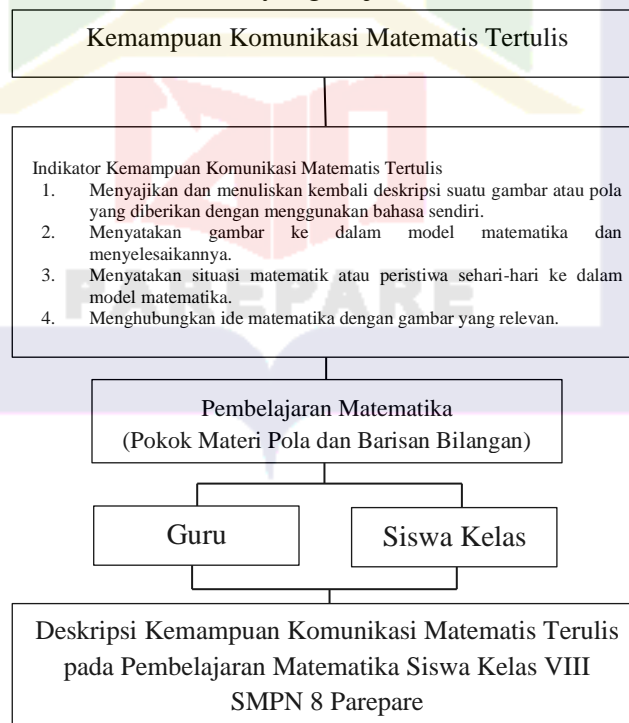 Kemampuan Komunikasi Matematis Tertulis
Indikator Kemampuan Komunikasi Matematis Tertulis
1. Menyajikan dan menuliskan kembali deskripsi suatu gambar atau pola
yang diberikan dengan menggunakan bahasa sendiri.
2. Menyatakan gambar ke dalam model matematika dan
menyelesaikannya.
3. Menyatakan situasi matematik atau peristiwa sehari-hari ke dalam
model matematika.
PAREPARE
4. Menghubungkan ide matematika dengan gambar yang relevan.
Pembelajaran Matematika
(Pokok Materi Pola dan Barisan Bilangan)
Guru
Siswa Kelas
Deskripsi Kemampuan Komunikasi Matematis Terulis
pada Pembelajaran Matematika Siswa Kelas VIII
SMPN 8 Parepare